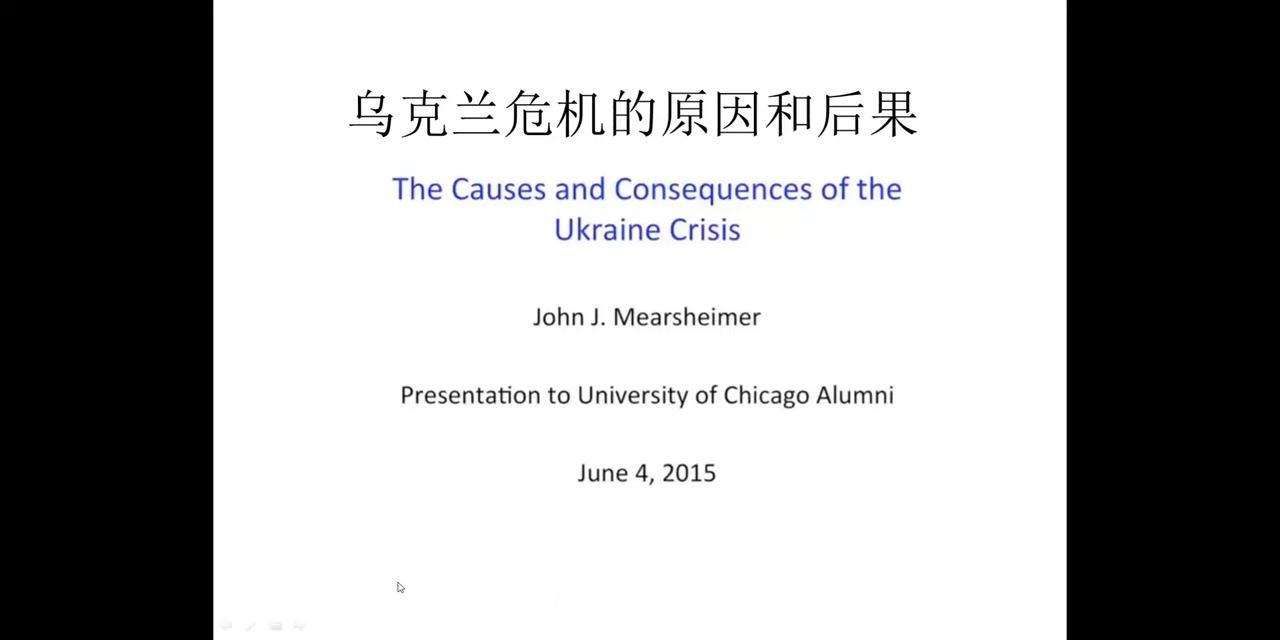 乌克兰危机的原因和后果
The Causes and Consequences of the
Ukraine Crisis
John J. Mearsheimer
Presentation to University of Chicago Alumni
June 4, 2015